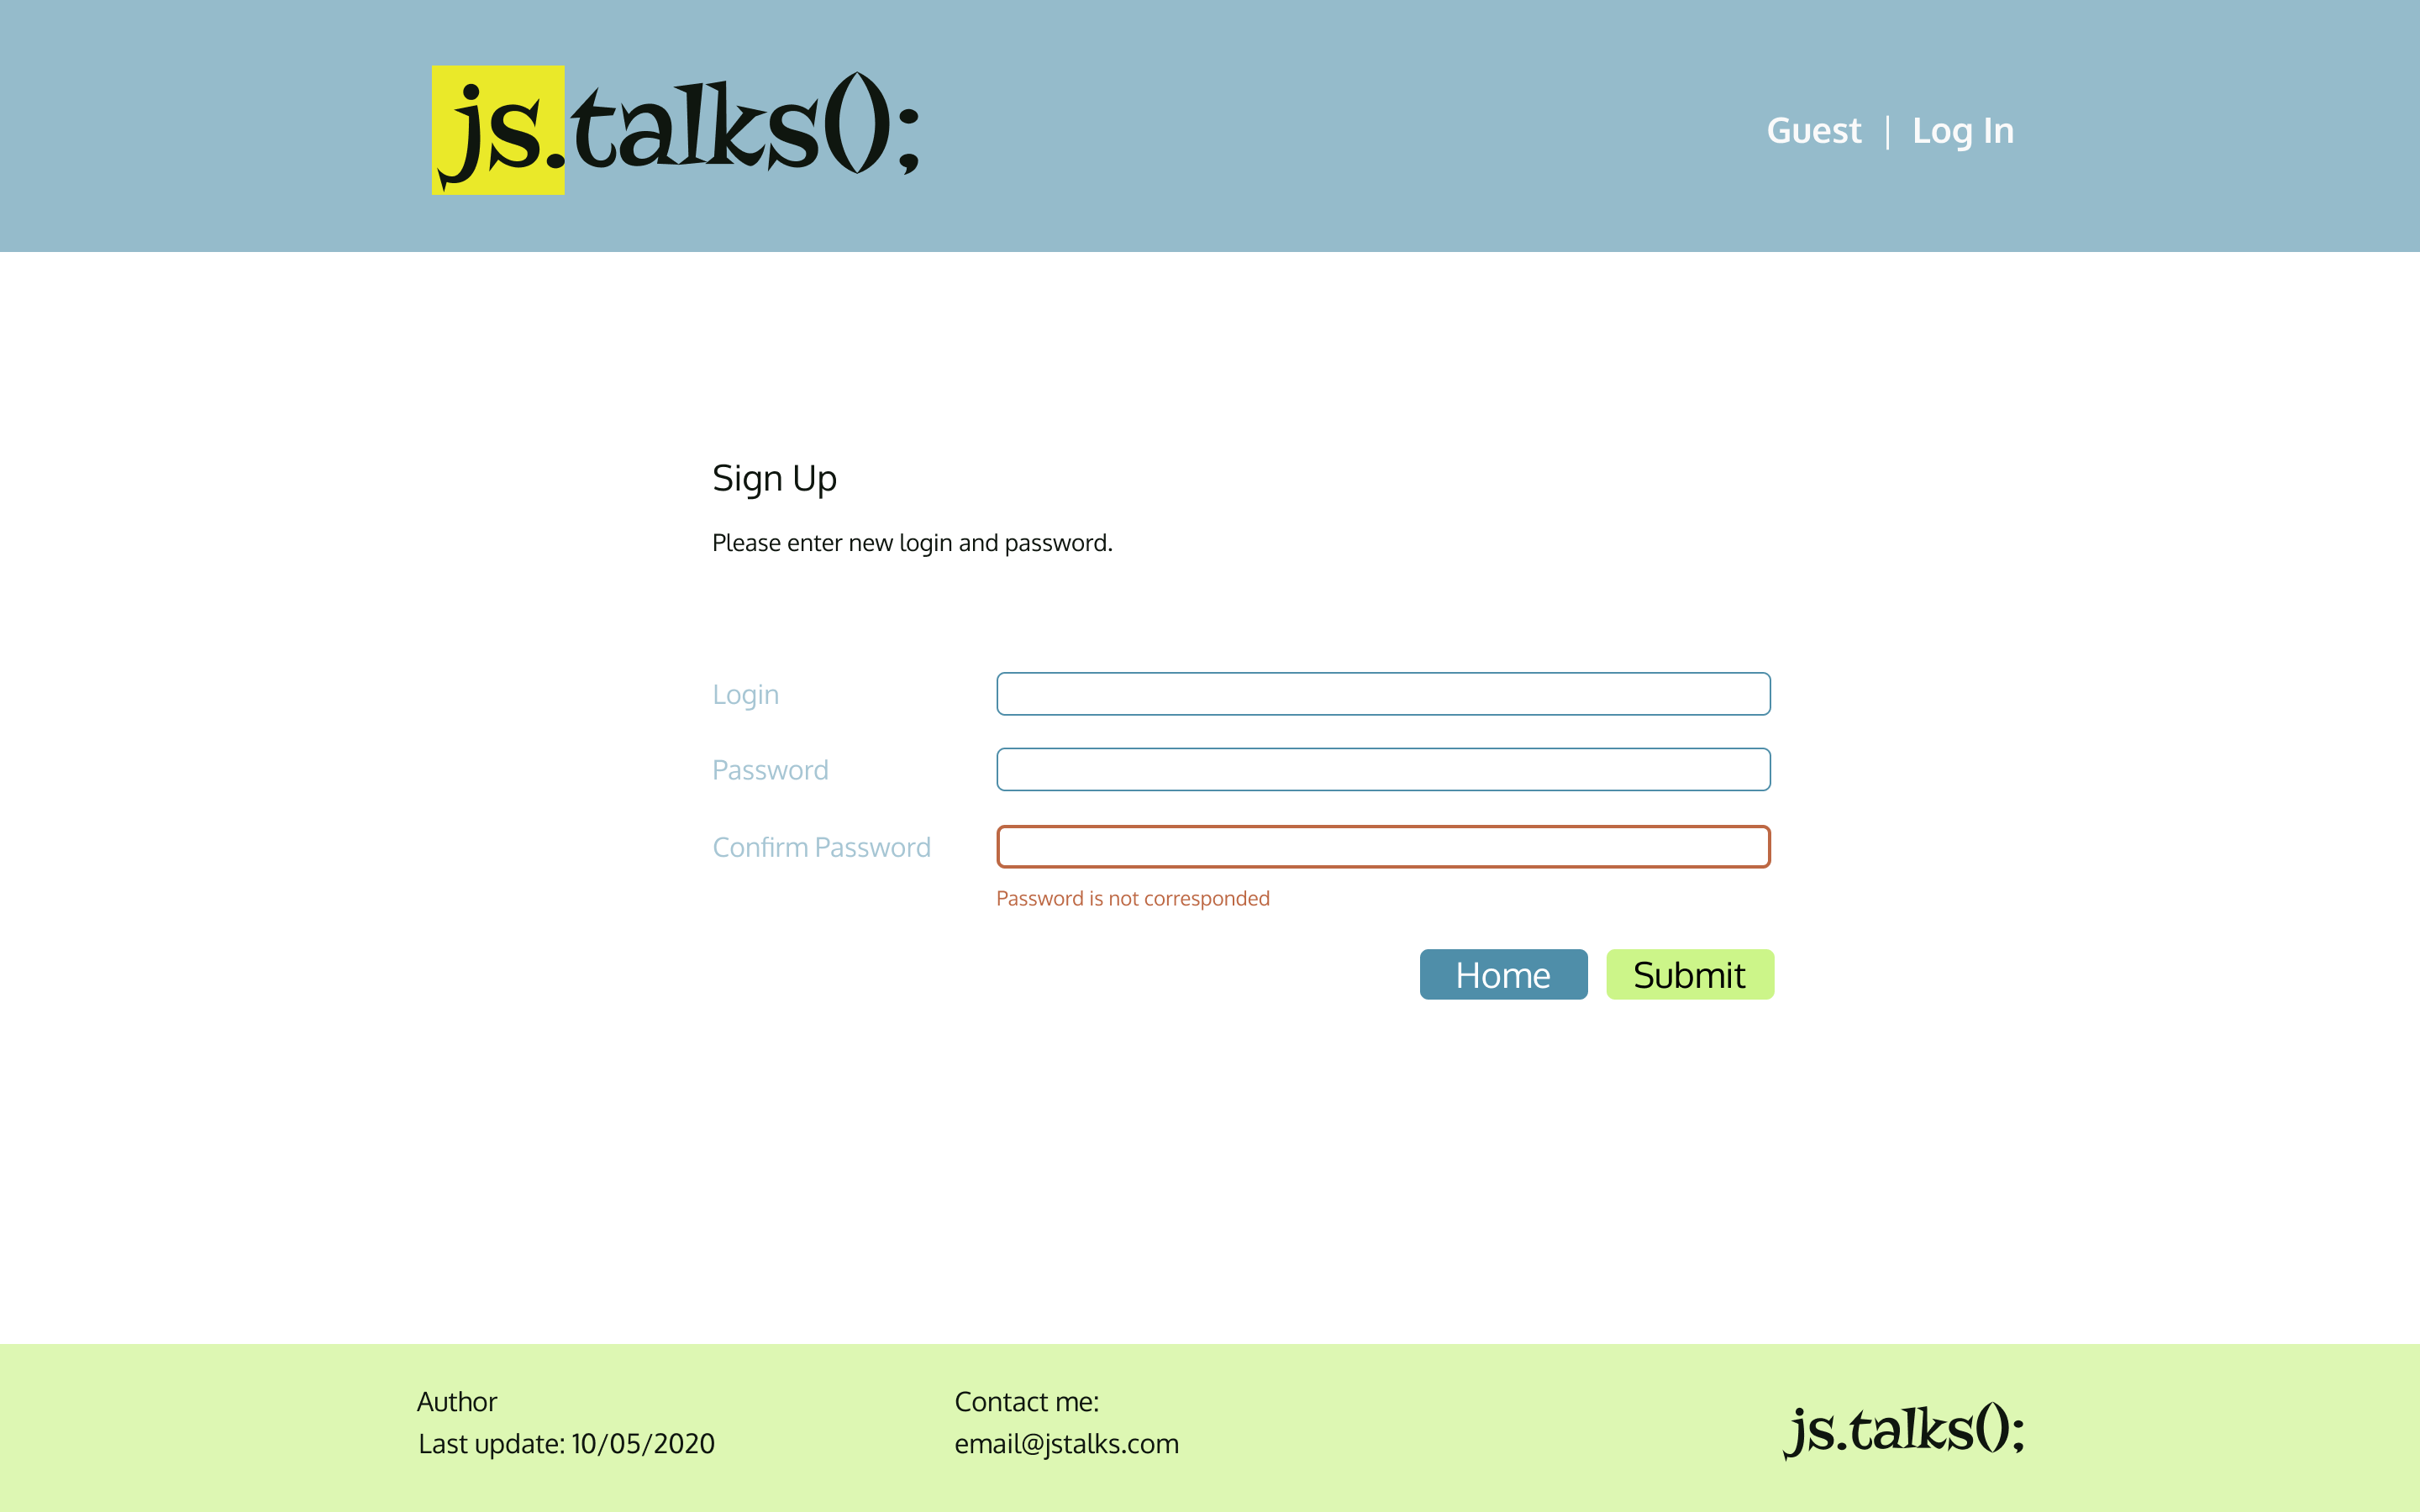 js.talks();
Guest | Log In
Sign Up
Please enter new login and password.
Login
Password
Confirm Password
Password is not corresponded
Home
Submit
Author
Last update: 10/05/2020
Contact me:
email@jstalks.com
js.talks();